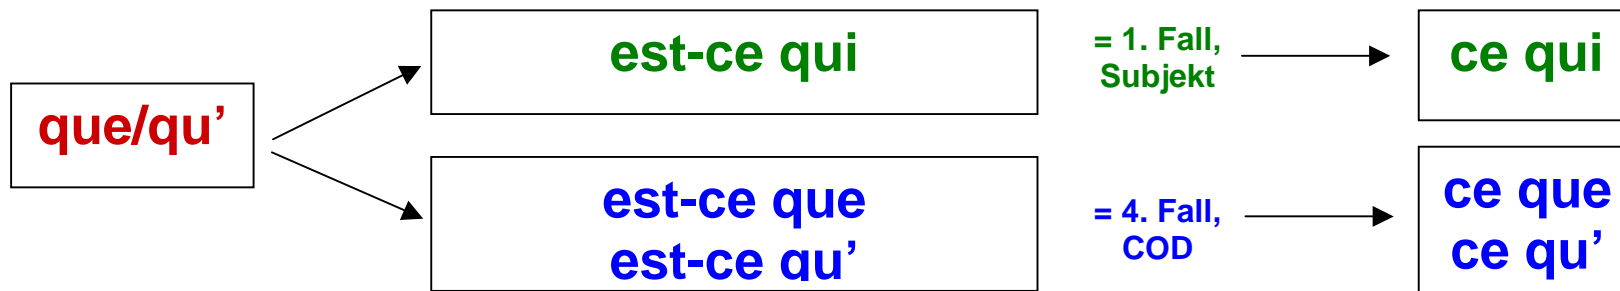 que/qu’
est-ce qui
= 1. Fall,
Subjekt
ce qui
est-ce que
est-ce qu’
= 4. Fall,
COD
ce que
ce qu’